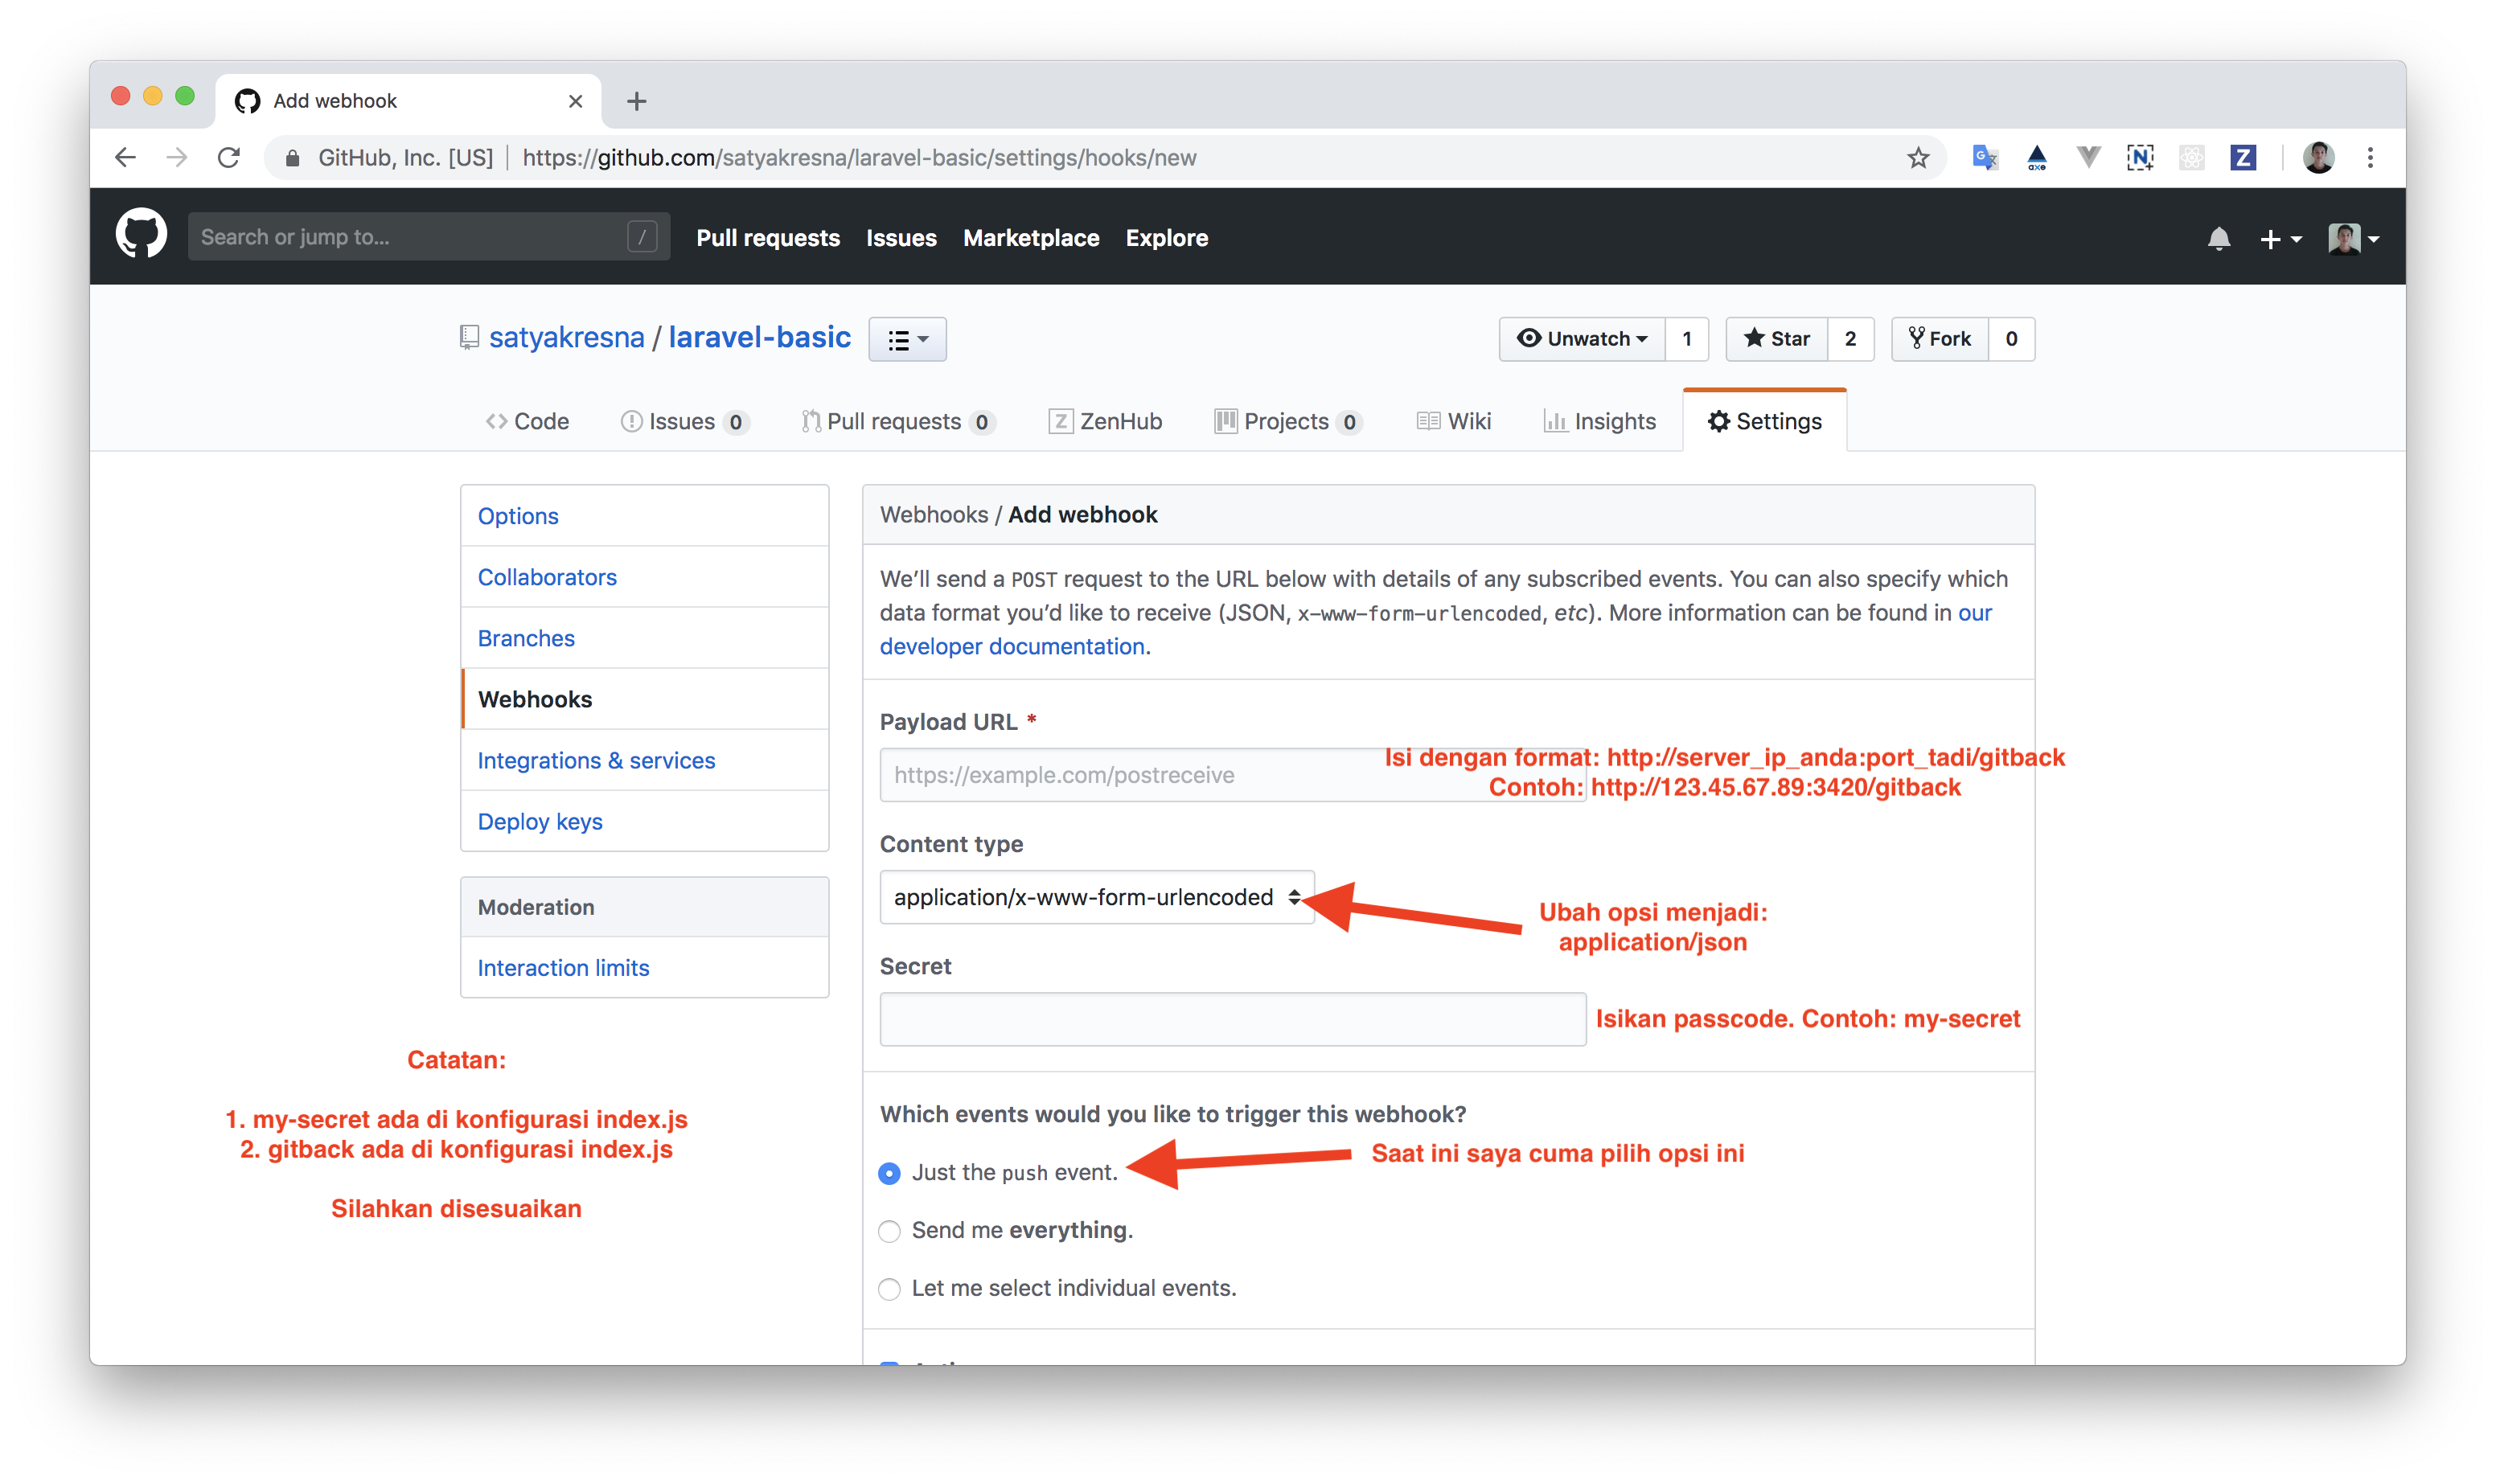 Add webhook
GitHub, Inc. [US] https://github.com/satyakresna/laravel-basic/settings/hooks/new
Search or jump to... /
Pull requests Issues Marketplace Explore
satyakresna / laravel-basic
Unwatch 1 Star 2 Fork 0
Code Issues 0 Pull requests 0 ZenHub Projects 0 Wiki Insights Settings
Options
Collaborators
Branches
Webhooks
Integrations & services
Deploy keys
Moderation
Interaction limits
Catatan:
1. my-secret ada di konfigurasi index.js
2. gitback ada di konfigurasi index.js
Silahkan disesuaikan
Webhooks / Add webhook
We’ll send a POST request to the URL below with details of any subscribed events. You can also specify which
data format you’d like to receive (JSON, x-www-form-urlencoded, etc). More information can be found in our
developer documentation.
Payload URL *
https://example.com/postreceive
Isi dengan format: http://server_ip_anda:port_tadi/gitback
Contoh: http://123.45.67.89:3420/gitback
Content type
application/x-www-form-urlencoded
Ubah opsi menjadi:
application/json
Secret
Isikan passcode. Contoh: my-secret
Which events would you like to trigger this webhook?
Just the push event.
Saat ini saya cuma pilih opsi ini
Send me everything.
Let me select individual events.